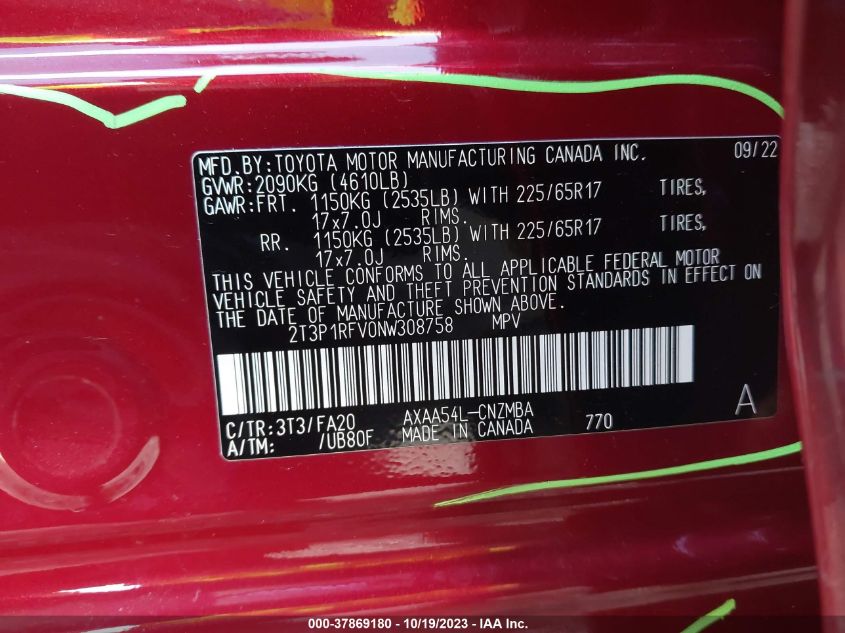 MFD.BY:TOYOTA MOTOR MANUFACTURING CANADA INC. 09/22
GVWR:2090KG (4610LB)
GAWR:FRT. 1150KG (2535LB) WITH 225/65R17 TIRES,
17x7.0J RIMS.
RR. 1150KG (2535LB) WITH 225/65R17 TIRES,
17x7.0J RIMS.
THIS VEHICLE CONFORMS TO ALL APPLICABLE FEDERAL MOTOR
VEHICLE SAFETY AND THEFT PREVENTION STANDARDS IN EFFECT ON
THE DATE OF MANUFACTURE SHOWN ABOVE.
2T3P1RFV0NW308758 MPV
C/TR:3T3/FA20 AXAA54L-CNZMBA A
A/TM: /UB80F MADE IN CANADA 770
000-37869180 - 10/19/2023 - IAA Inc.